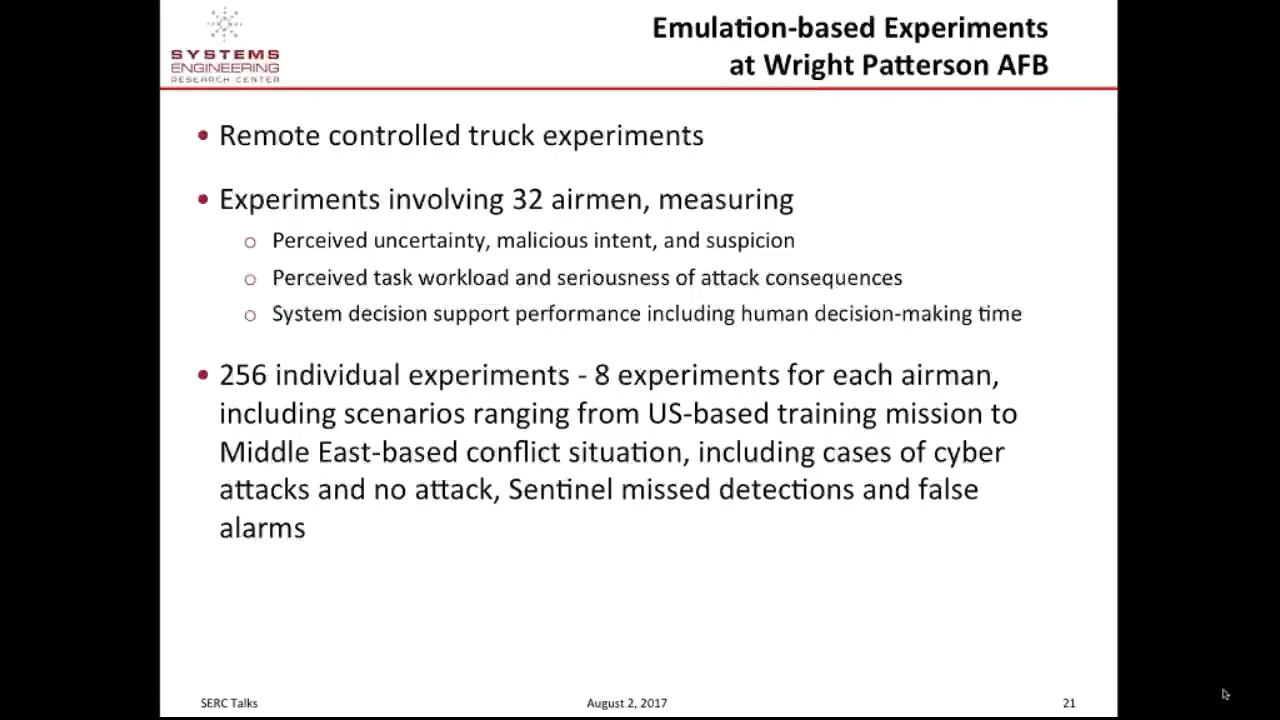 SYSTEMS
ENGINEERING
RESEARCH CENTER
Emulation-based Experiments
at Wright Patterson AFB
• Remote controlled truck experiments
• Experiments involving 32 airmen, measuring
o Perceived uncertainty, malicious intent, and suspicion
o Perceived task workload and seriousness of attack consequences
o System decision support performance including human decision-making time
• 256 individual experiments - 8 experiments for each airman,
including scenarios ranging from US-based training mission to
Middle East-based conflict situation, including cases of cyber
attacks and no attack, Sentinel missed detections and false
alarms
SERC Talks
August 2, 2017
21